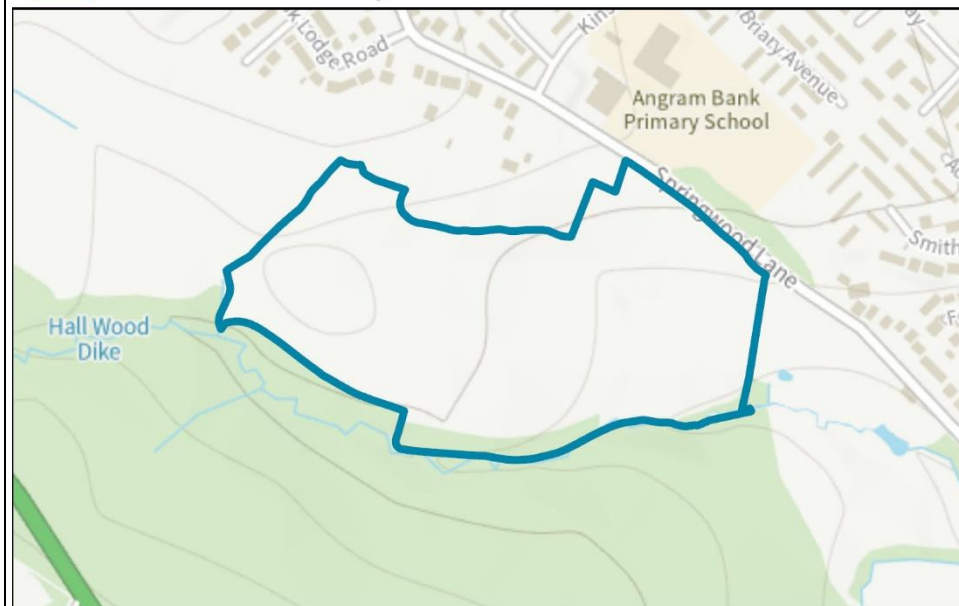 Lodge Road
Briary Avenue
Angram Bank
Primary School
Springwood Lane
Smith
Hall Wood
Dike